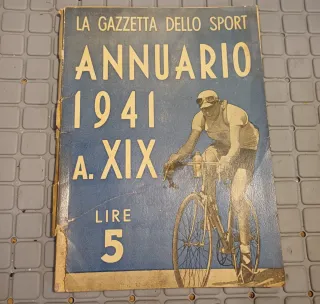 LA GAZZETTA DELLO SPORT
ANNUARIO
1941
A. XIX
LIRE
5